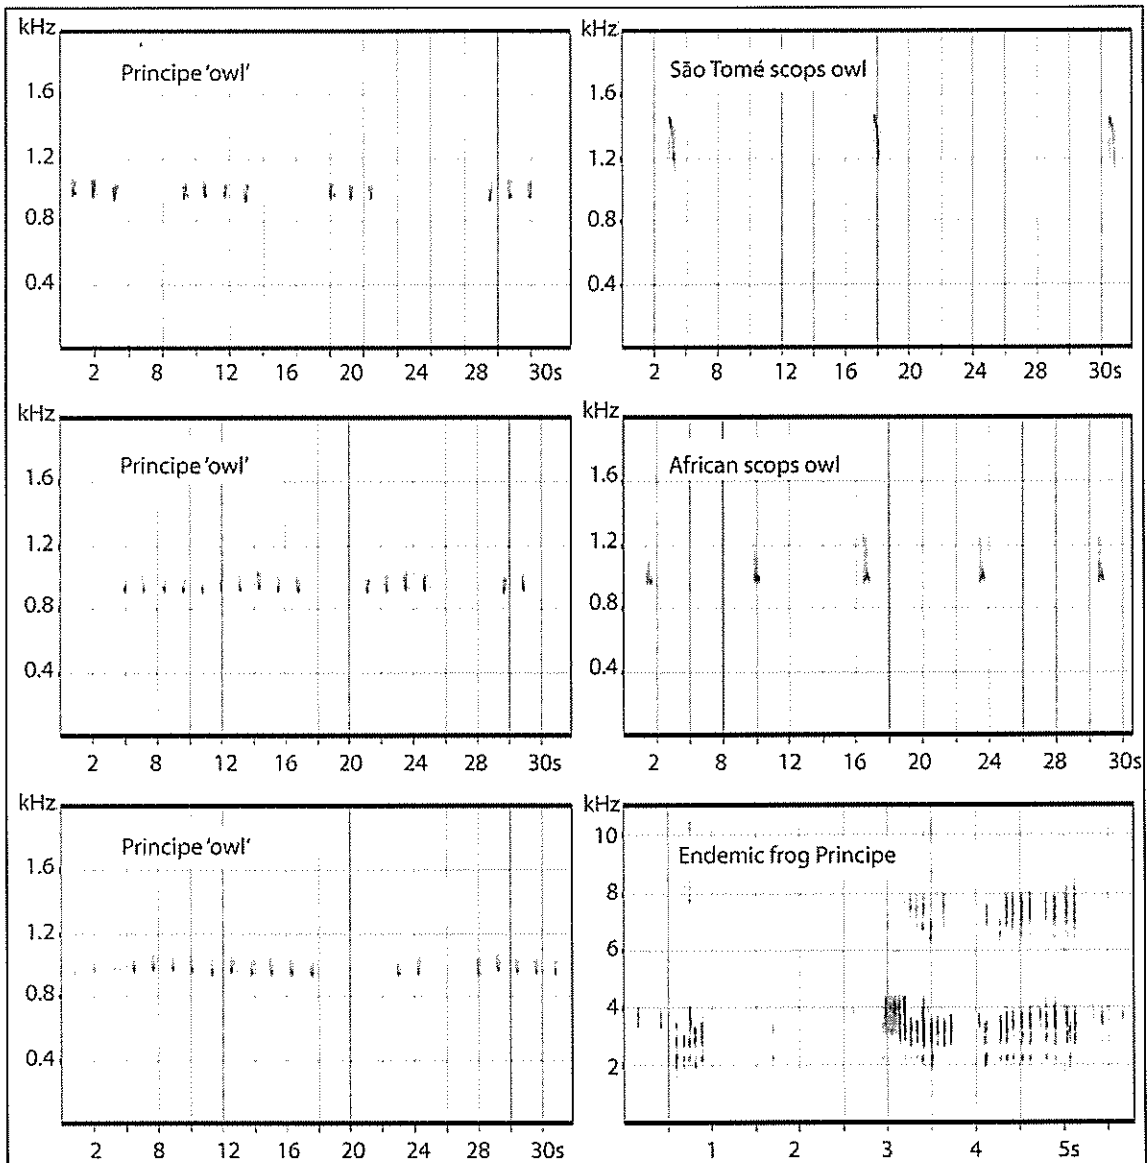 kHz
Principe 'owl'
1.6
1.2
0.8
0.4
2 8 12 16 20 24 28 30s
kHz
São Tomé scops owl
1.6
1.2
0.8
0.4
2 8 12 16 20 24 28 30s
kHz
Principe 'owl'
1.6
1.2
0.8
0.4
2 8 12 16 20 24 28 30s
kHz
African scops owl
1.6
1.2
0.8
0.4
2 8 12 16 20 24 28 30s
kHz
Principe 'owl'
1.6
1.2
0.8
0.4
2 8 12 16 20 24 28 30s
kHz
Endemic frog Principe
10
8
6
4
2
1 2 3 4 5s